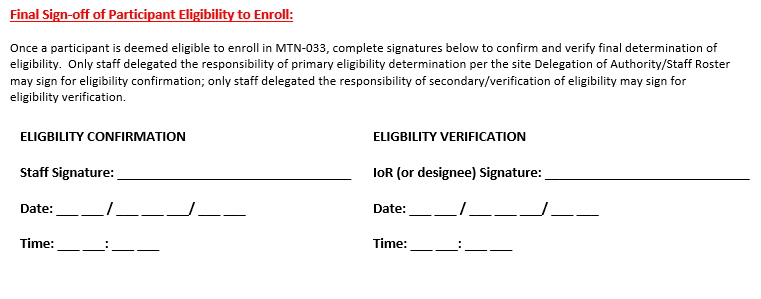 Final Sign-off of Participant Eligibility to Enroll:
Once a participant is deemed eligible to enroll in MTN-033, complete signatures below to confirm and verify final determination of
eligibility.  Only staff delegated the responsibility of primary eligibility determination per the site Delegation of Authority/Staff Roster
may sign for eligibility confirmation; only staff delegated the responsibility of secondary/verification of eligibility may sign for
eligibility verification.
ELIGBILITY CONFIRMATION
Staff Signature: ______________________________
Date: ___ ___/___ ___ ___/___ ___
Time: ___ ___:___ ___
ELIGBILITY VERIFICATION
IoR (or designee) Signature: ___________________________
Date: ___ ___/___ ___ ___/___ ___
Time: ___ ___:___ ___